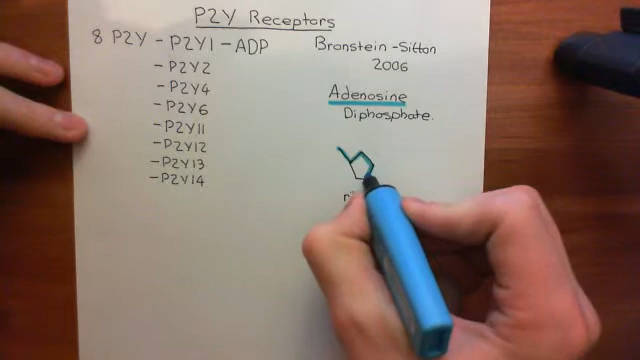 P2Y Receptors
8 P2Y - P2Y1 - ADP
- P2Y2
- P2Y4
- P2Y6
- P2Y11
- P2Y12
- P2Y13
- P2Y14
Bronstein-Sitton
2006
Adenosine
Diphosphate.